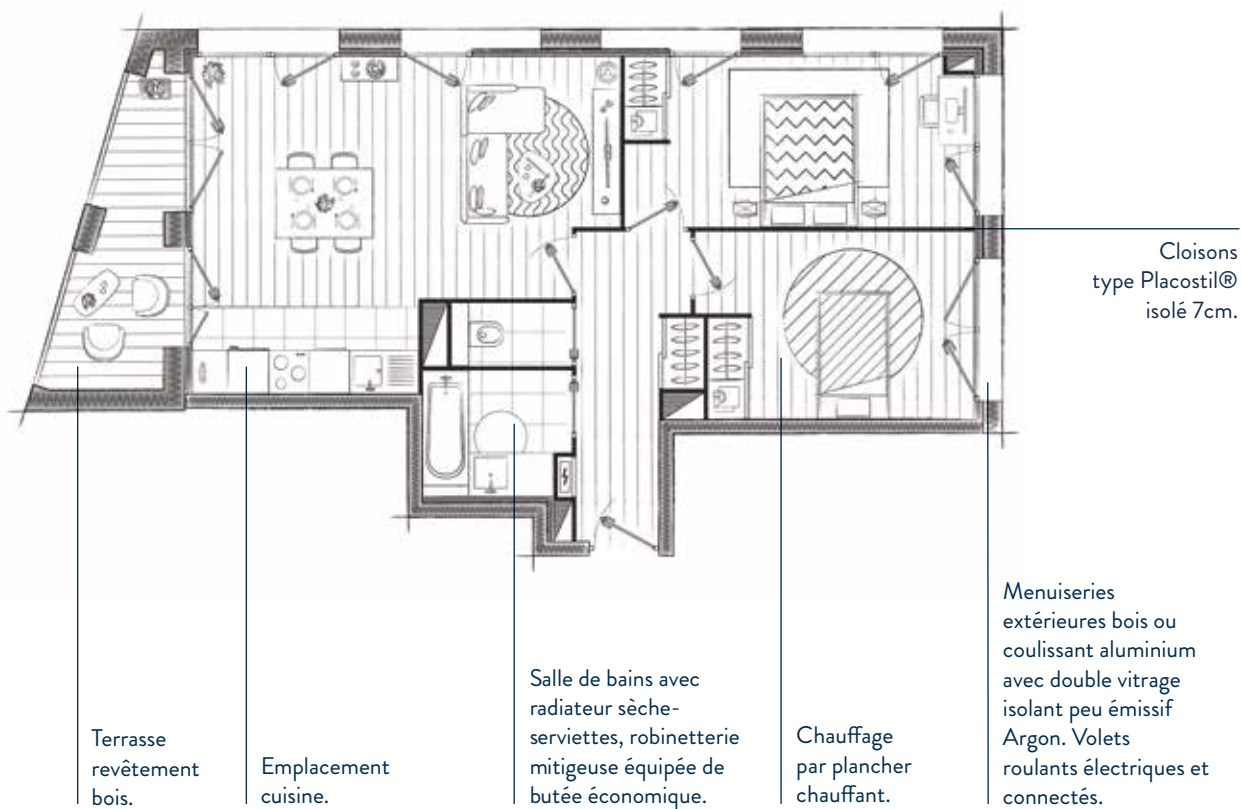 Cloisons
type Placostil®
isolé 7cm.
Terrasse
revêtement
bois.
Emplacement
cuisine.
Salle de bains avec
radiateur sèche-
serviettes, robinetterie
mitigeuse équipée de
butée économique.
Chauffage
par plancher
chauffant.
Menuiseries
extérieures bois ou
coulissant aluminium
avec double vitrage
isolant peu émissif
Argon. Volets
roulants électriques et
connectés.